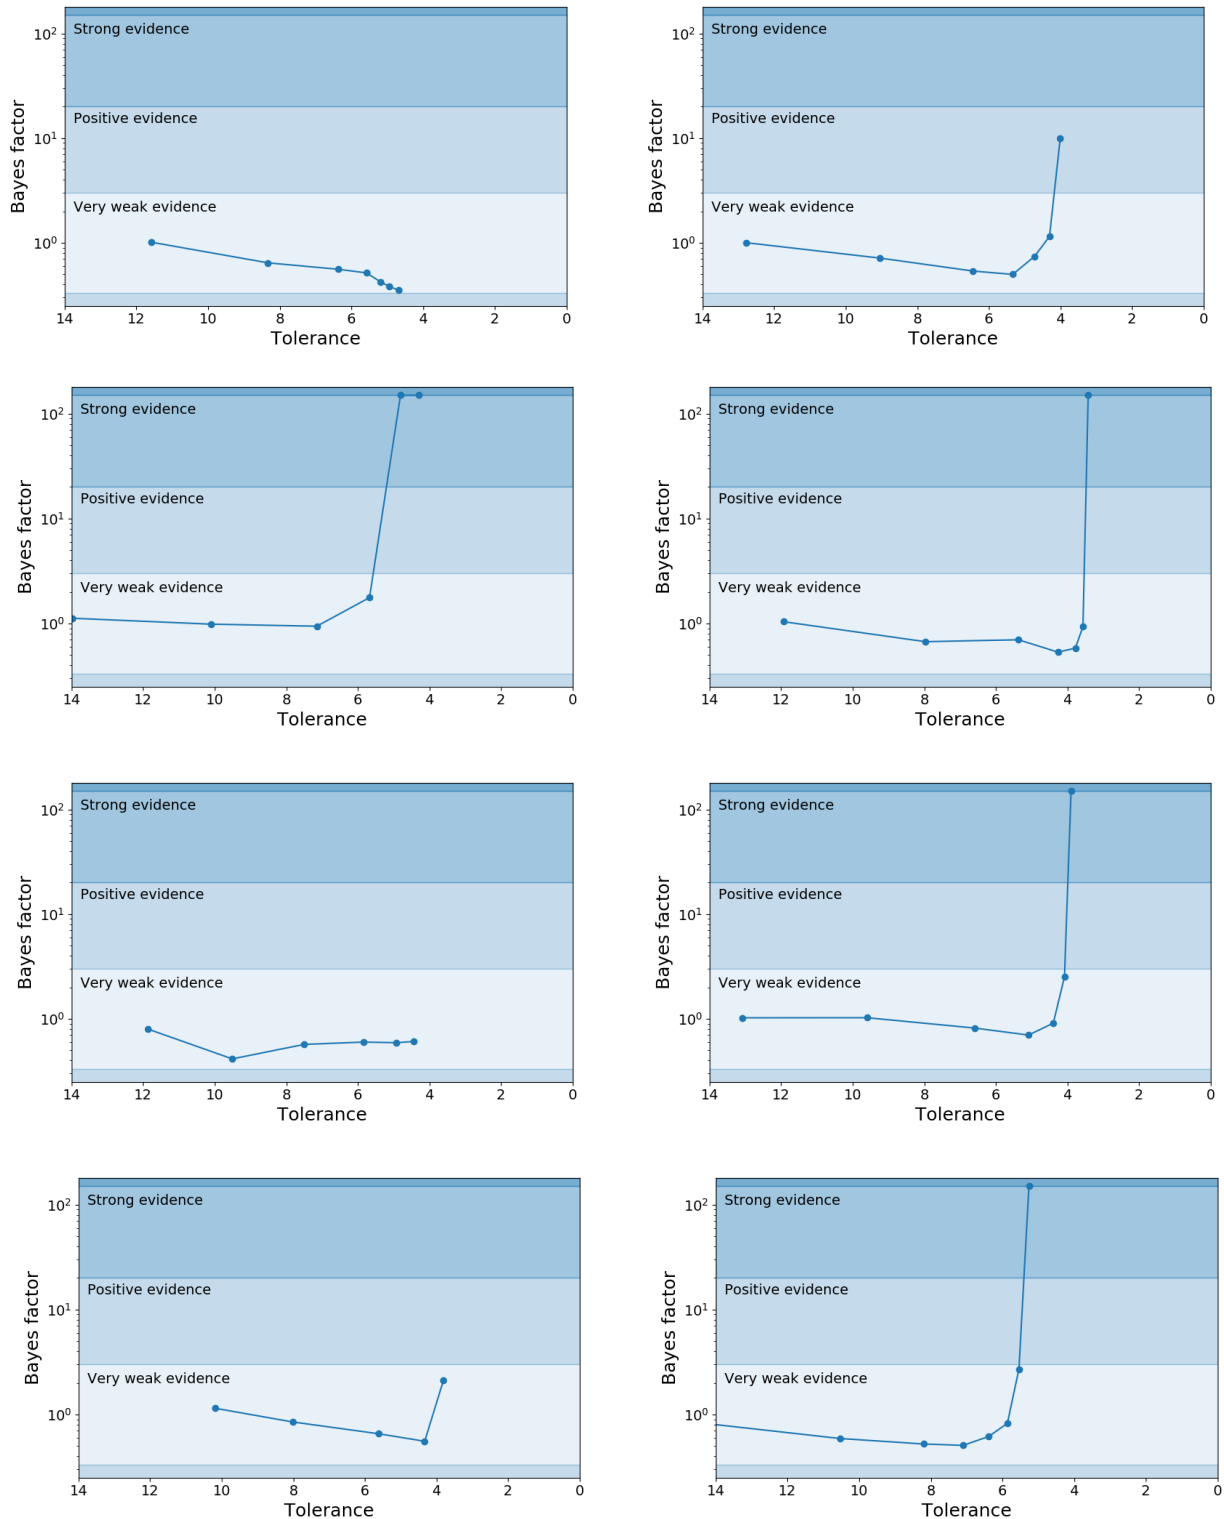 Bayes factor
10²
10¹
10⁰
Strong evidence
Positive evidence
Very weak evidence
14 12 10 8 6 4 2 0
Tolerance
Bayes factor
10²
10¹
10⁰
Strong evidence
Positive evidence
Very weak evidence
14 12 10 8 6 4 2 0
Tolerance
Bayes factor
10²
10¹
10⁰
Strong evidence
Positive evidence
Very weak evidence
14 12 10 8 6 4 2 0
Tolerance
Bayes factor
10²
10¹
10⁰
Strong evidence
Positive evidence
Very weak evidence
14 12 10 8 6 4 2 0
Tolerance
Bayes factor
10²
10¹
10⁰
Strong evidence
Positive evidence
Very weak evidence
14 12 10 8 6 4 2 0
Tolerance
Bayes factor
10²
10¹
10⁰
Strong evidence
Positive evidence
Very weak evidence
14 12 10 8 6 4 2 0
Tolerance
Bayes factor
10²
10¹
10⁰
Strong evidence
Positive evidence
Very weak evidence
14 12 10 8 6 4 2 0
Tolerance
Bayes factor
10²
10¹
10⁰
Strong evidence
Positive evidence
Very weak evidence
14 12 10 8 6 4 2 0
Tolerance